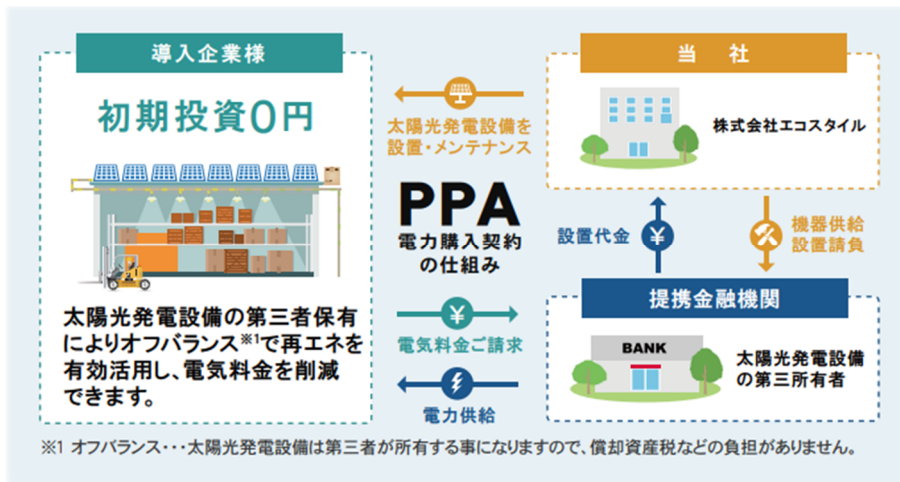 導入企業様
初期投資0円
太陽光発電設備の第三者保有
によりオフバランス※1で再エネを
有効活用し、電気料金を削減
できます。
太陽光発電設備を
設置・メンテナンス
PPA
電力購入契約
の仕組み
¥
電気料金ご請求
電力供給
当 社
株式会社エコスタイル
設置代金
¥
機器供給
設置請負
提携金融機関
BANK
太陽光発電設備
の第三所有者
※1 オフバランス・・・太陽光発電設備は第三者が所有する事になりますので、償却資産税などの負担がありません。